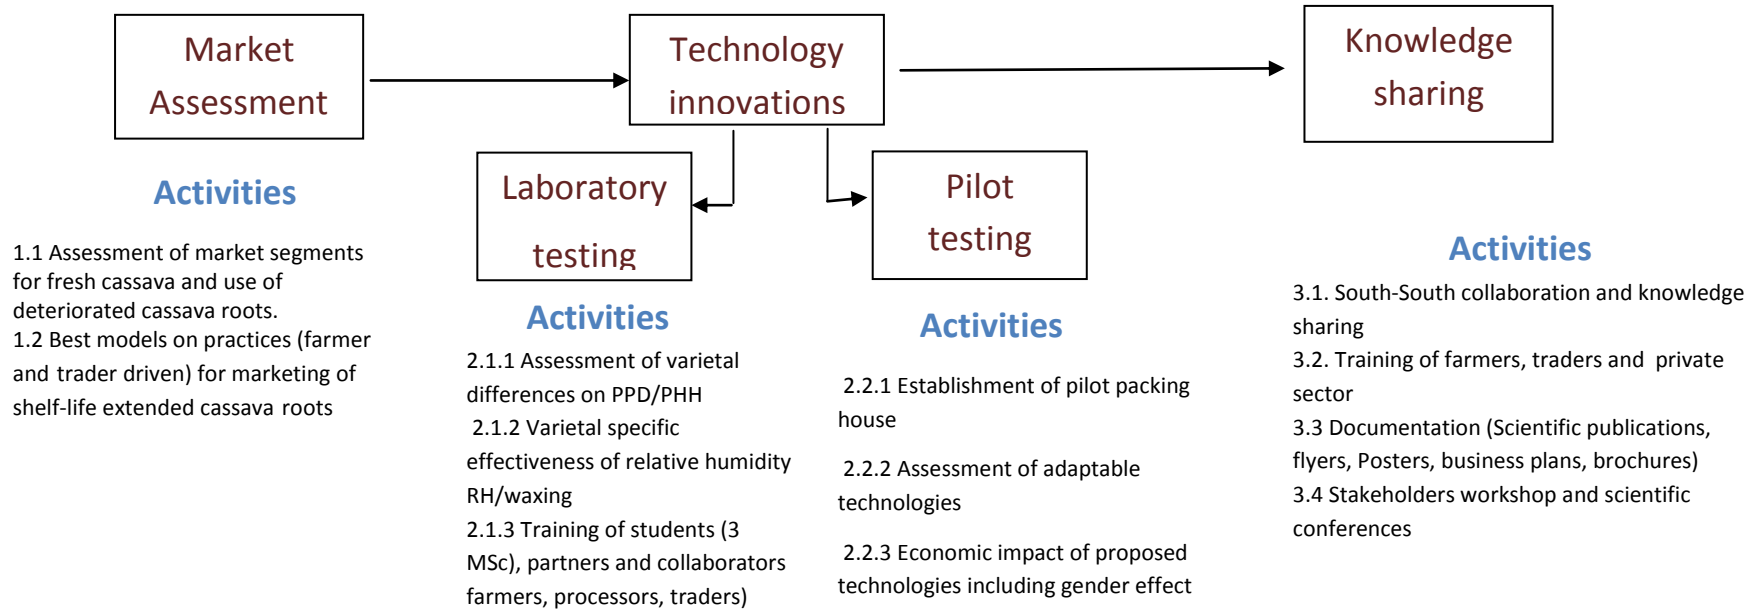 Market
Assessment
Technology
innovations
Knowledge
sharing
Laboratory
testing
Pilot
testing
Activities
1.1 Assessment of market segments
for fresh cassava and use of
deteriorated cassava roots.
1.2 Best models on practices (farmer
and trader driven) for marketing of
shelf-life extended cassava roots
Activities
2.1.1 Assessment of varietal
differences on PPD/PHH
2.1.2 Varietal specific
effectiveness of relative humidity
RH/waxing
2.1.3 Training of students (3
MSc), partners and collaborators
farmers, processors, traders)
Activities
2.2.1 Establishment of pilot packing
house
2.2.2 Assessment of adaptable
technologies
2.2.3 Economic impact of proposed
technologies including gender effect
Activities
3.1. South-South collaboration and knowledge
sharing
3.2. Training of farmers, traders and private
sector
3.3 Documentation (Scientific publications,
flyers, Posters, business plans, brochures)
3.4 Stakeholders workshop and scientific
conferences